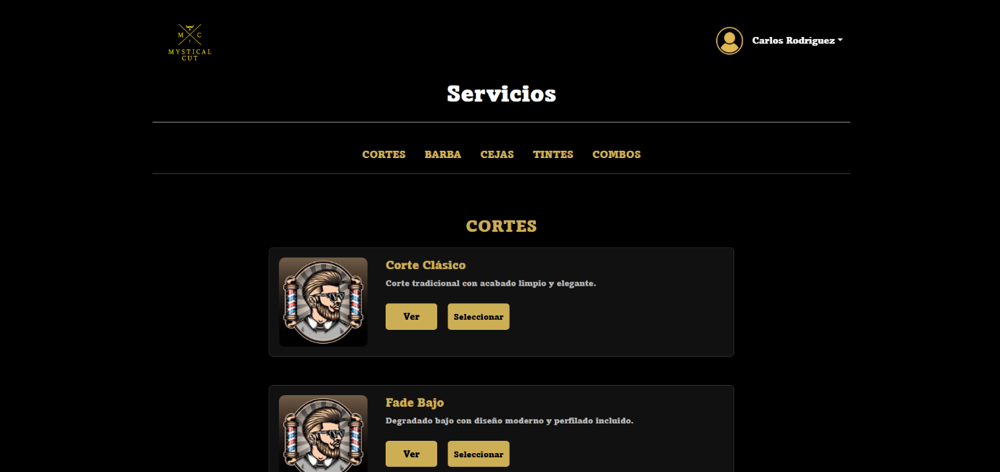 M C
MYSTICAL
CUT
Carlos Rodríguez
Servicios
CORTES BARBA CEJAS TINTES COMBOS
CORTES
Corte Clásico
Corte tradicional con acabado limpio y elegante.
Ver Seleccionar
Fade Bajo
Degradado bajo con diseño moderno y perfilado incluido.
Ver Seleccionar